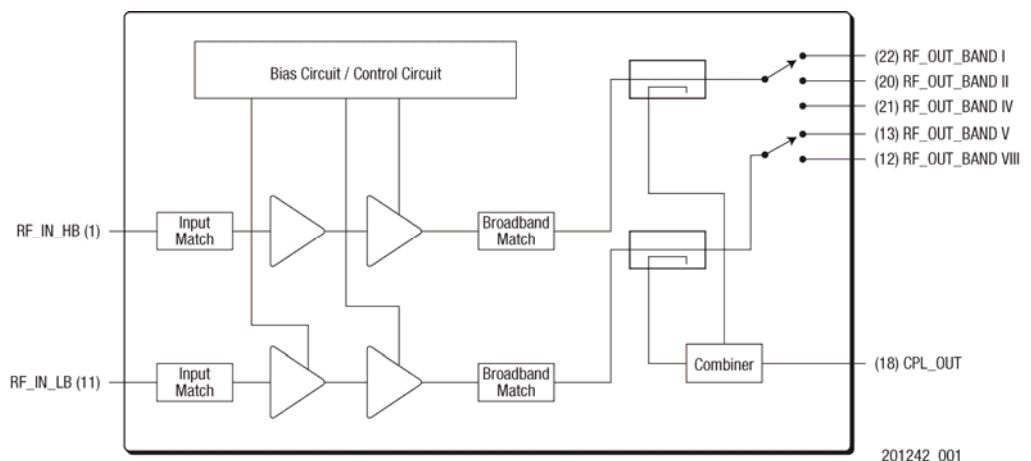 Bias Circuit / Control Circuit
(22) RF_OUT_BAND I
(20) RF_OUT_BAND II
(21) RF_OUT_BAND IV
(13) RF_OUT_BAND V
(12) RF_OUT_BAND VIII
RF_IN_HB (1)
Input
Match
Broadband
Match
RF_IN_LB (11)
Input
Match
Broadband
Match
Combiner
(18) CPL_OUT
201242_001